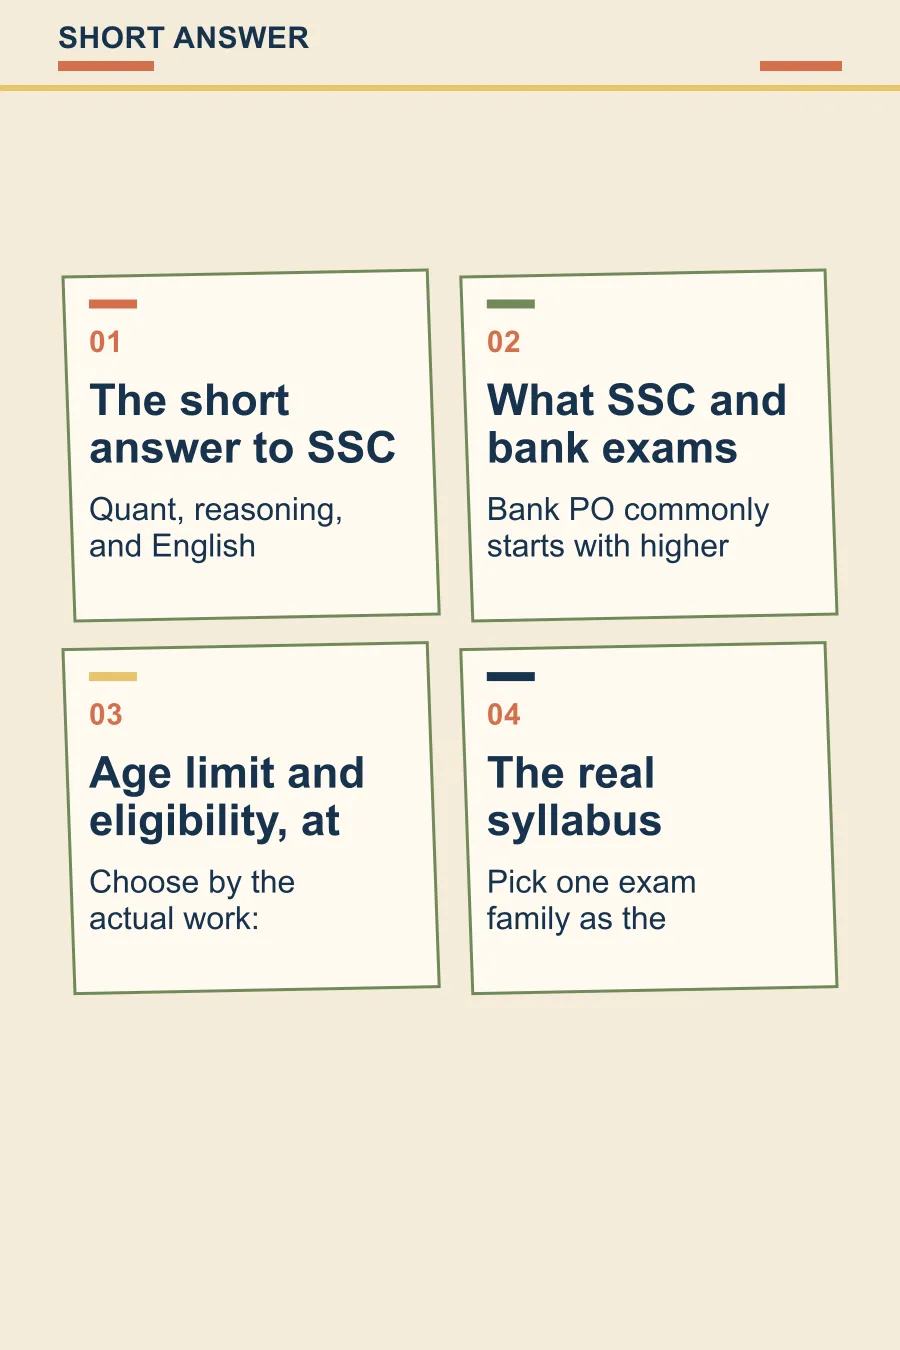 SHORT ANSWER
01
The short
answer to SSC
Quant, reasoning,
and English
02
What SSC and
bank exams
Bank PO commonly
starts with higher
03
Age limit and
eligibility, at
Choose by the
actual work:
04
The real
syllabus
Pick one exam
family as the